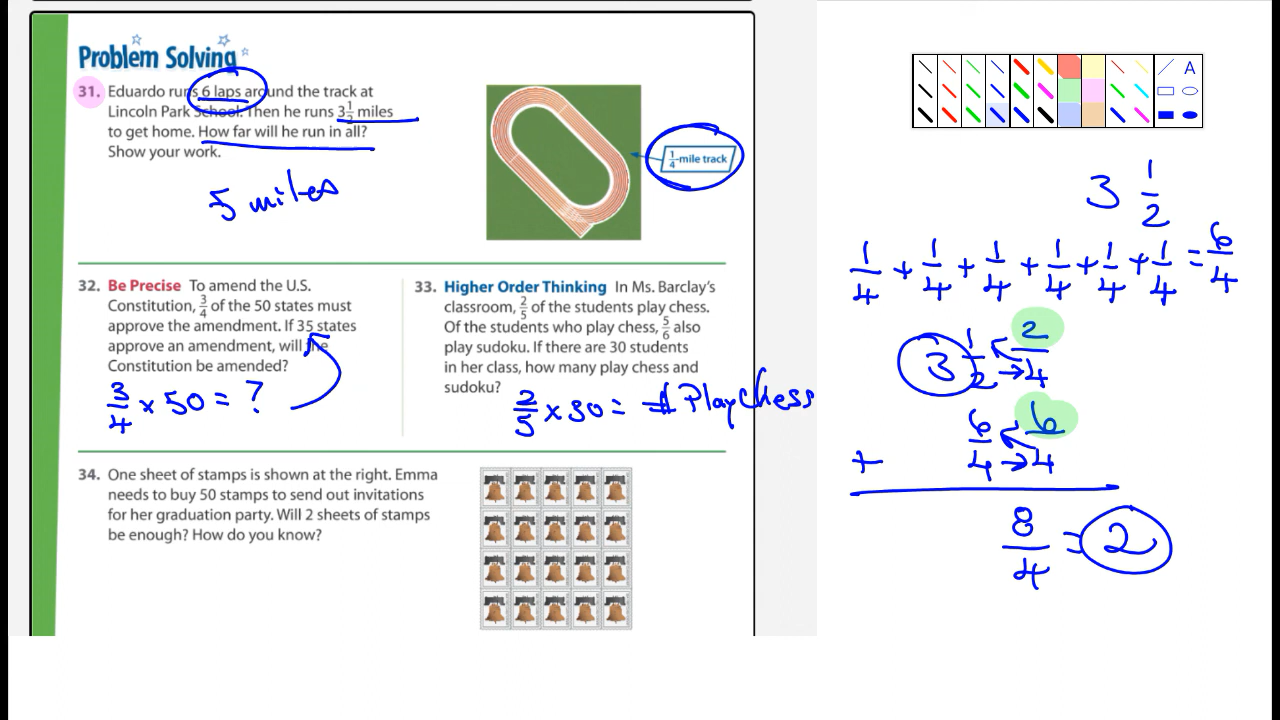 Problem Solving
31. Eduardo runs 6 laps around the track at
Lincoln Park School. Then he runs 3 1/2 miles
to get home. How far will he run in all?
Show your work.
1/4-mile track
5 miles
32. Be Precise To amend the U.S.
Constitution, 3/4 of the 50 states must
approve the amendment. If 35 states
approve an amendment, will the
Constitution be amended?
3/4 × 50 = ?
33. Higher Order Thinking In Ms. Barclay's
classroom, 2/5 of the students play chess.
Of the students who play chess, 5/6 also
play sudoku. If there are 30 students
in her class, how many play chess and
sudoku?
2/5 × 30 = # Play Chess
34. One sheet of stamps is shown at the right. Emma
needs to buy 50 stamps to send out invitations
for her graduation party. Will 2 sheets of stamps
be enough? How do you know?
A
3 1/2
1/4 + 1/4 + 1/4 + 1/4 + 1/4 + 1/4 = 6/4
3 1/2 → 2/4
+ 6/4 → 6/4
8/4 = 2